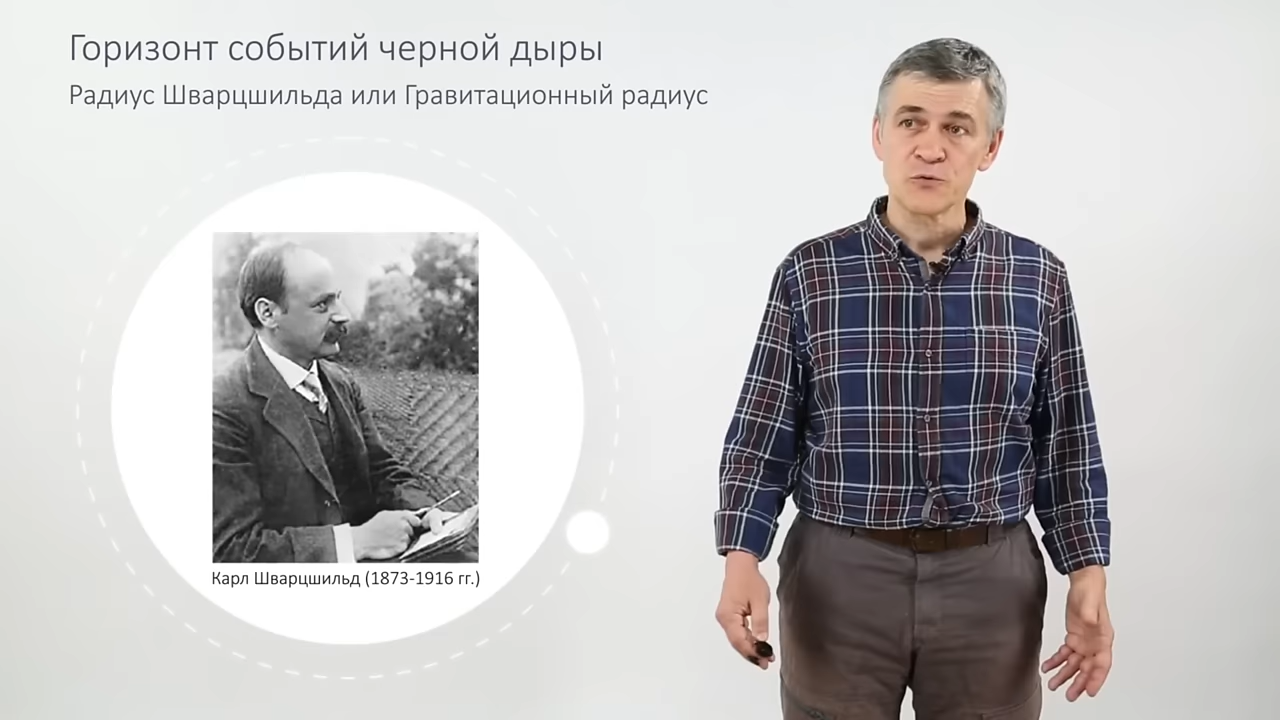 Горизонт событий черной дыры
Радиус Шварцшильда или Гравитационный радиус
Карл Шварцшильд (1873-1916 гг.)